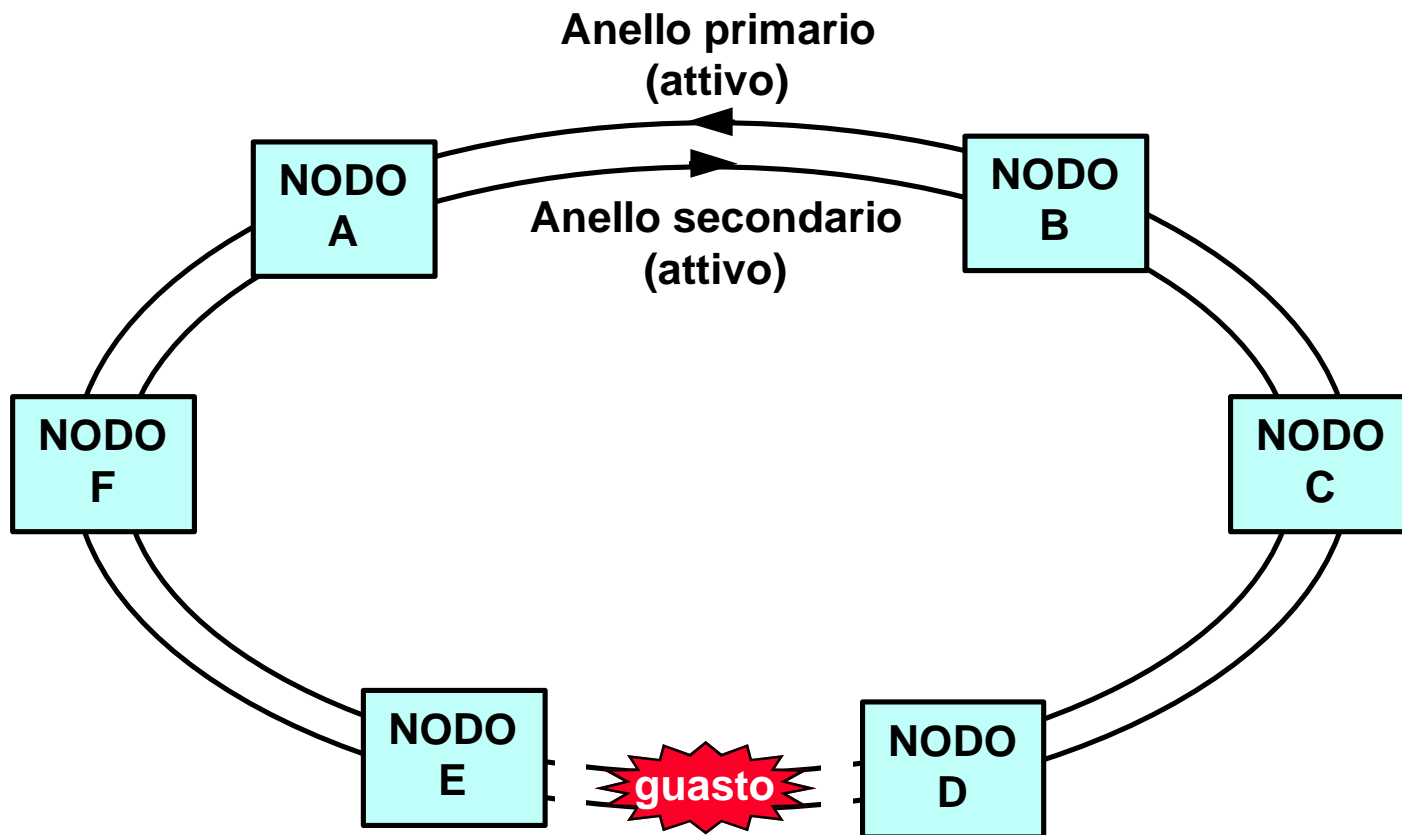 Anello primario
(attivo)
NODO
A
NODO
B
Anello secondario
(attivo)
NODO
F
NODO
C
NODO
E
guasto
NODO
D